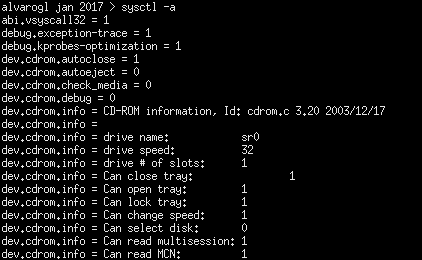 alvarogl jan 2017 > sysctl -a
abi.vsyscall32 = 1
debug.exception-trace = 1
debug.kprobes-optimization = 1
dev.cdrom.autoclose = 1
dev.cdrom.autoeject = 0
dev.cdrom.check_media = 0
dev.cdrom.debug = 0
dev.cdrom.info = CD-ROM information, Id: cdrom.c 3.20 2003/12/17
dev.cdrom.info =
dev.cdrom.info = drive name: sr0
dev.cdrom.info = drive speed: 32
dev.cdrom.info = drive # of slots: 1
dev.cdrom.info = Can close tray: 1
dev.cdrom.info = Can open tray: 1
dev.cdrom.info = Can lock tray: 1
dev.cdrom.info = Can change speed: 1
dev.cdrom.info = Can select disk: 0
dev.cdrom.info = Can read multisession: 1
dev.cdrom.info = Can read MCN: 1